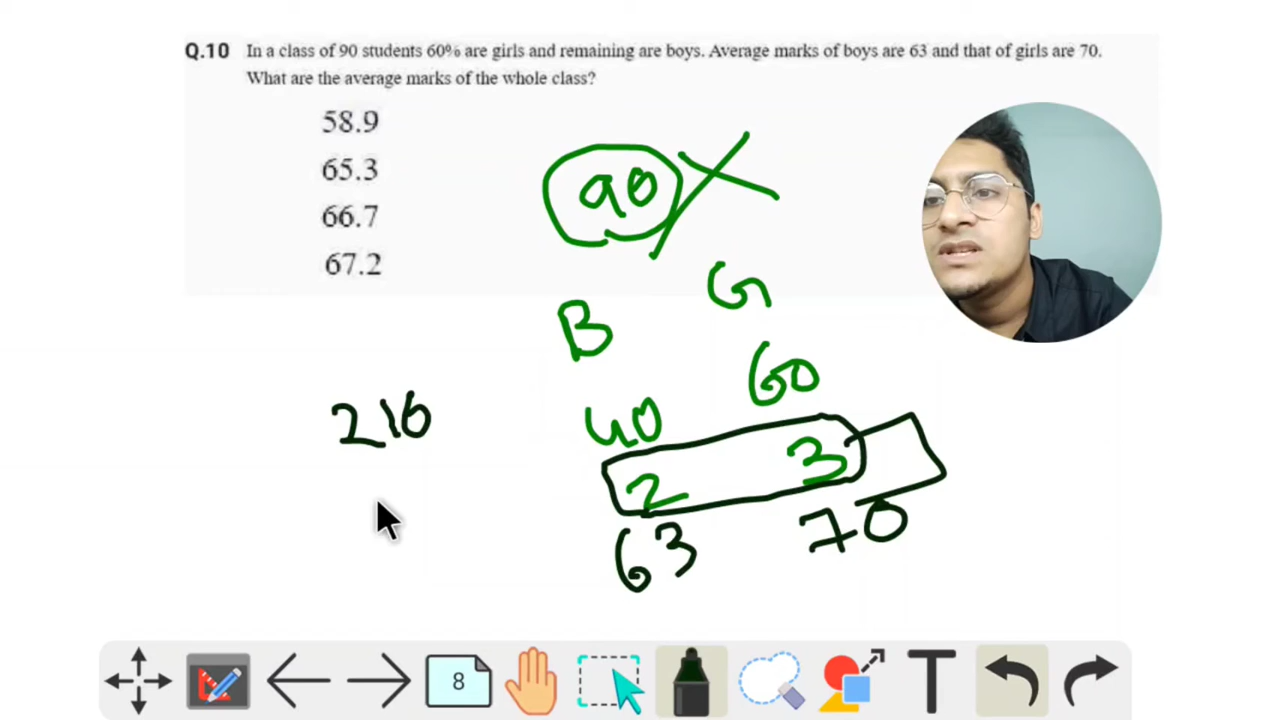 Q.10 In a class of 90 students 60% are girls and remaining are boys. Average marks of boys are 63 and that of girls are 70.
What are the average marks of the whole class?
58.9
65.3
66.7
67.2
90
B G
40 60
2 3
63 70
210
8
T